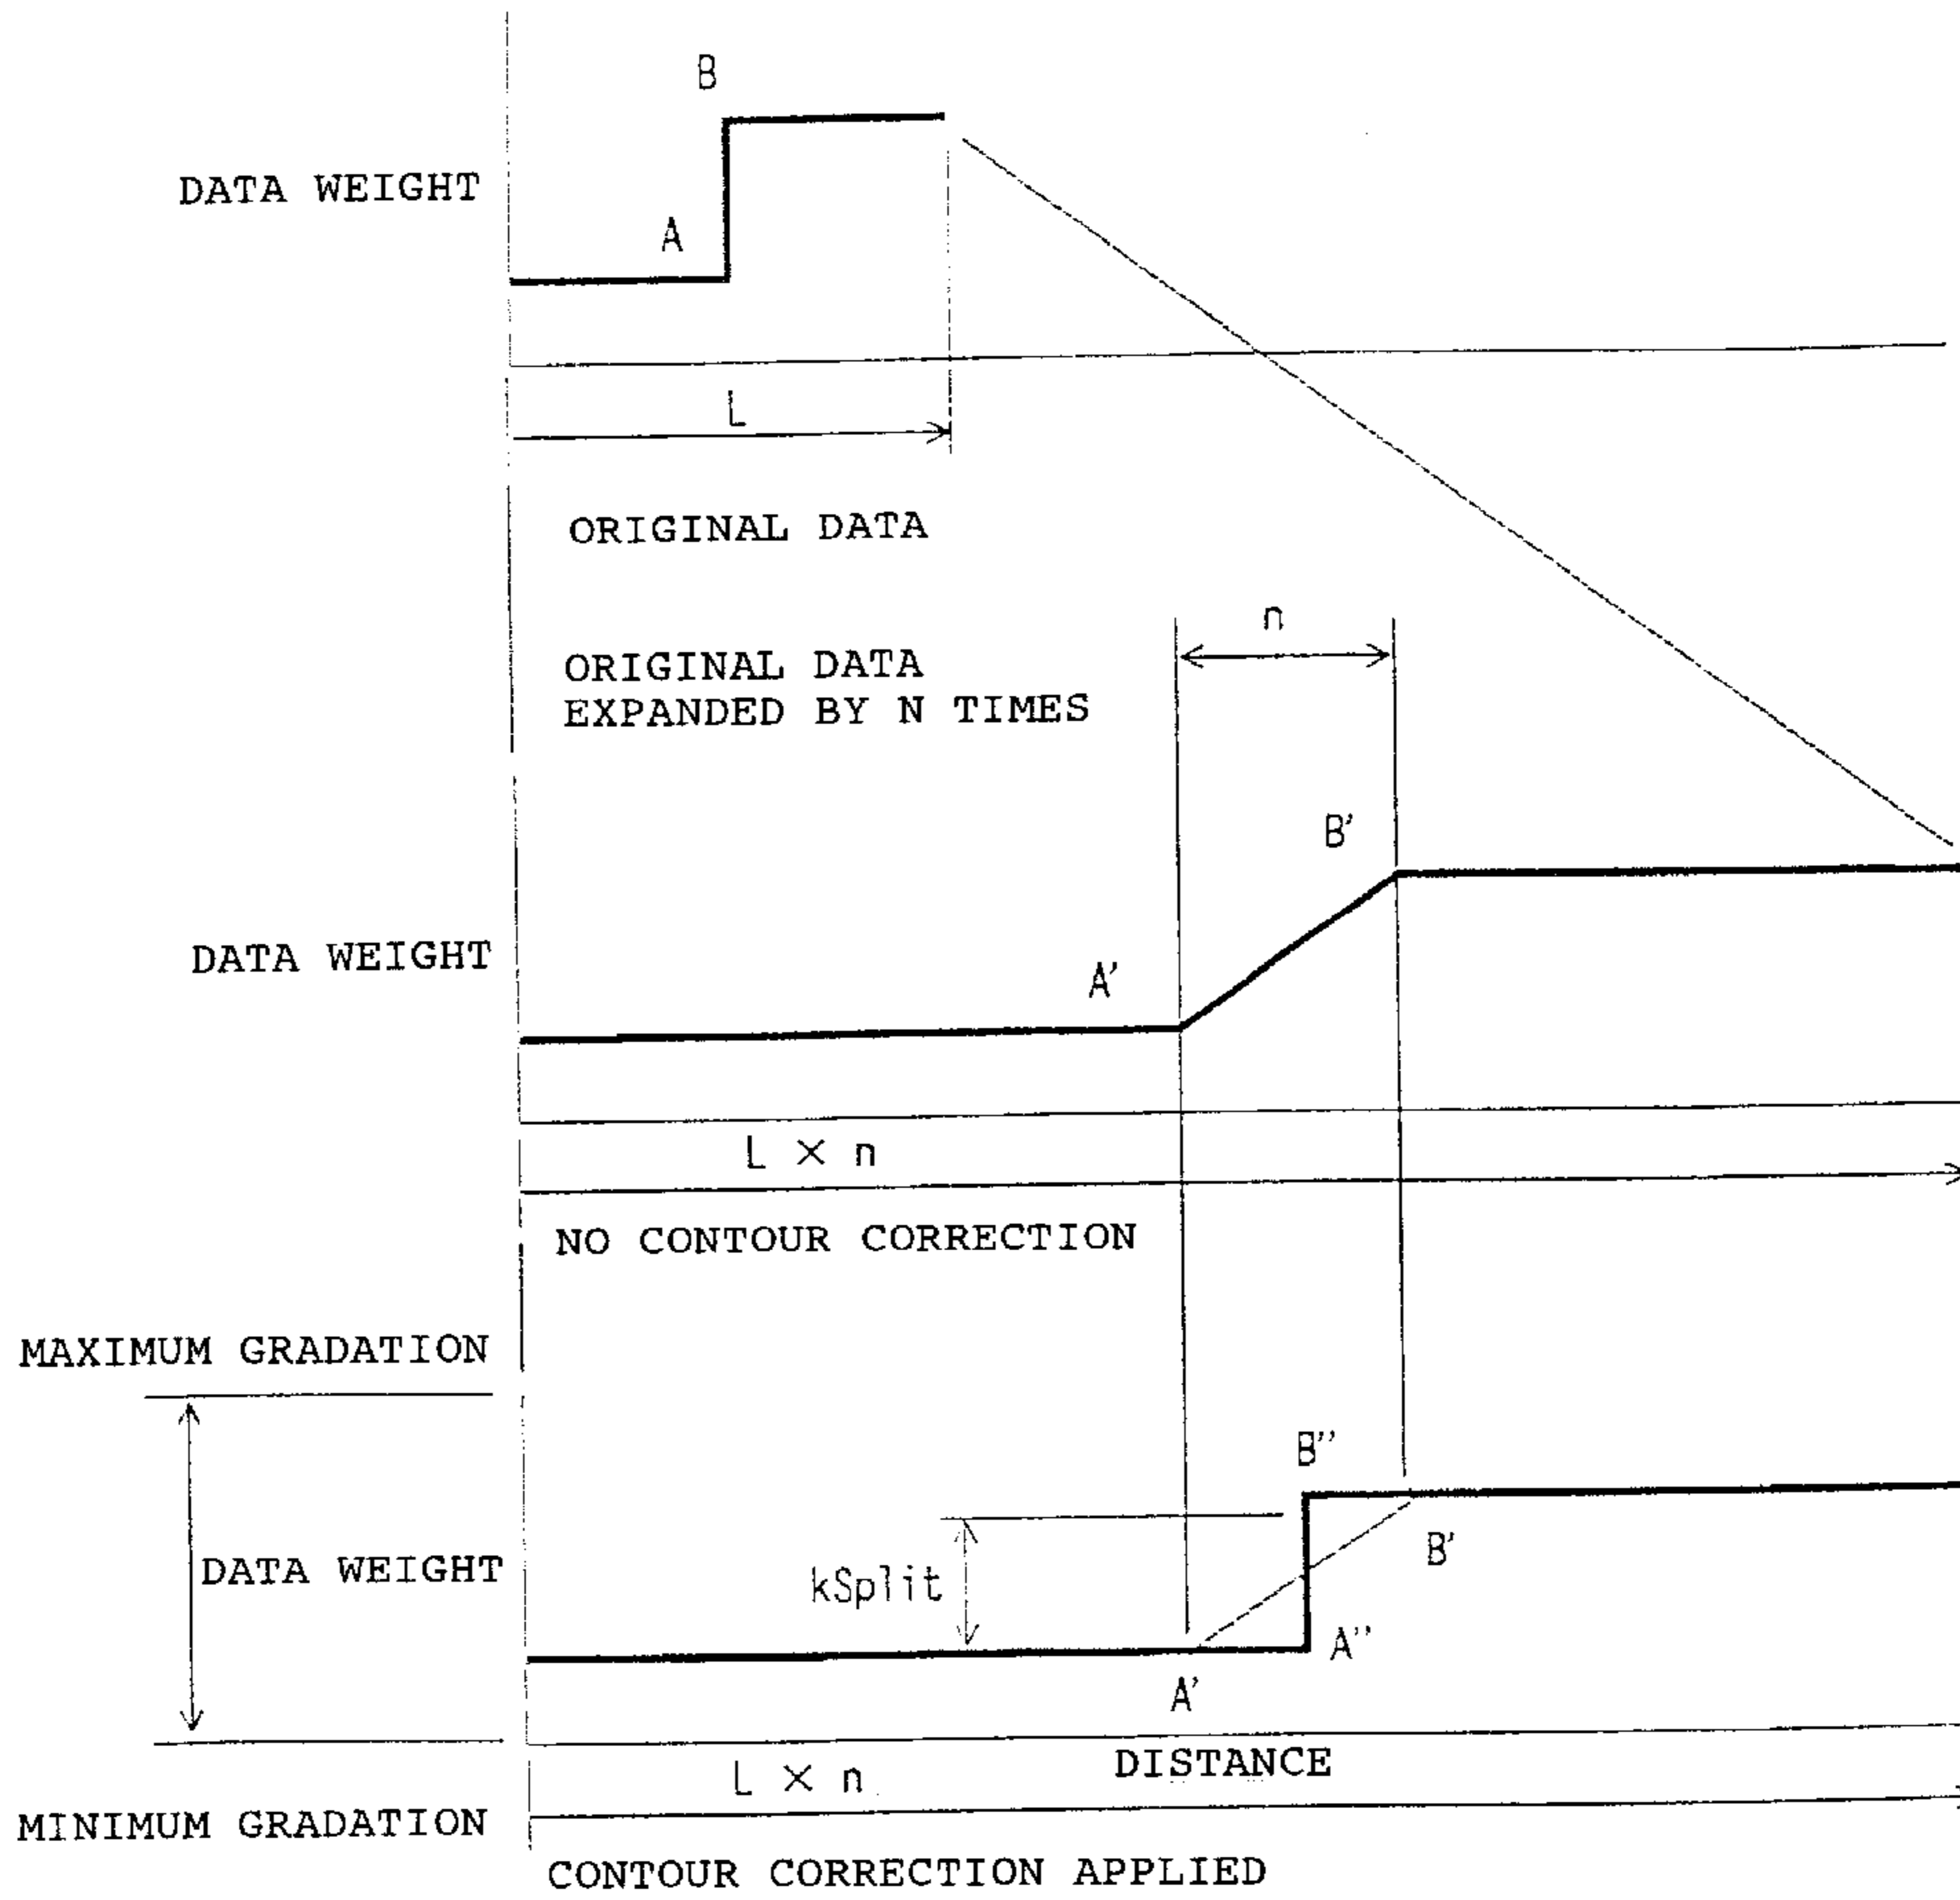 B
DATA WEIGHT
A
L
ORIGINAL DATA
n
ORIGINAL DATA
EXPANDED BY N TIMES
B'
DATA WEIGHT
A'
L × n
NO CONTOUR CORRECTION
MAXIMUM GRADATION
B''
DATA WEIGHT
kSplit
B'
A''
A'
DISTANCE
L × n
MINIMUM GRADATION
CONTOUR CORRECTION APPLIED